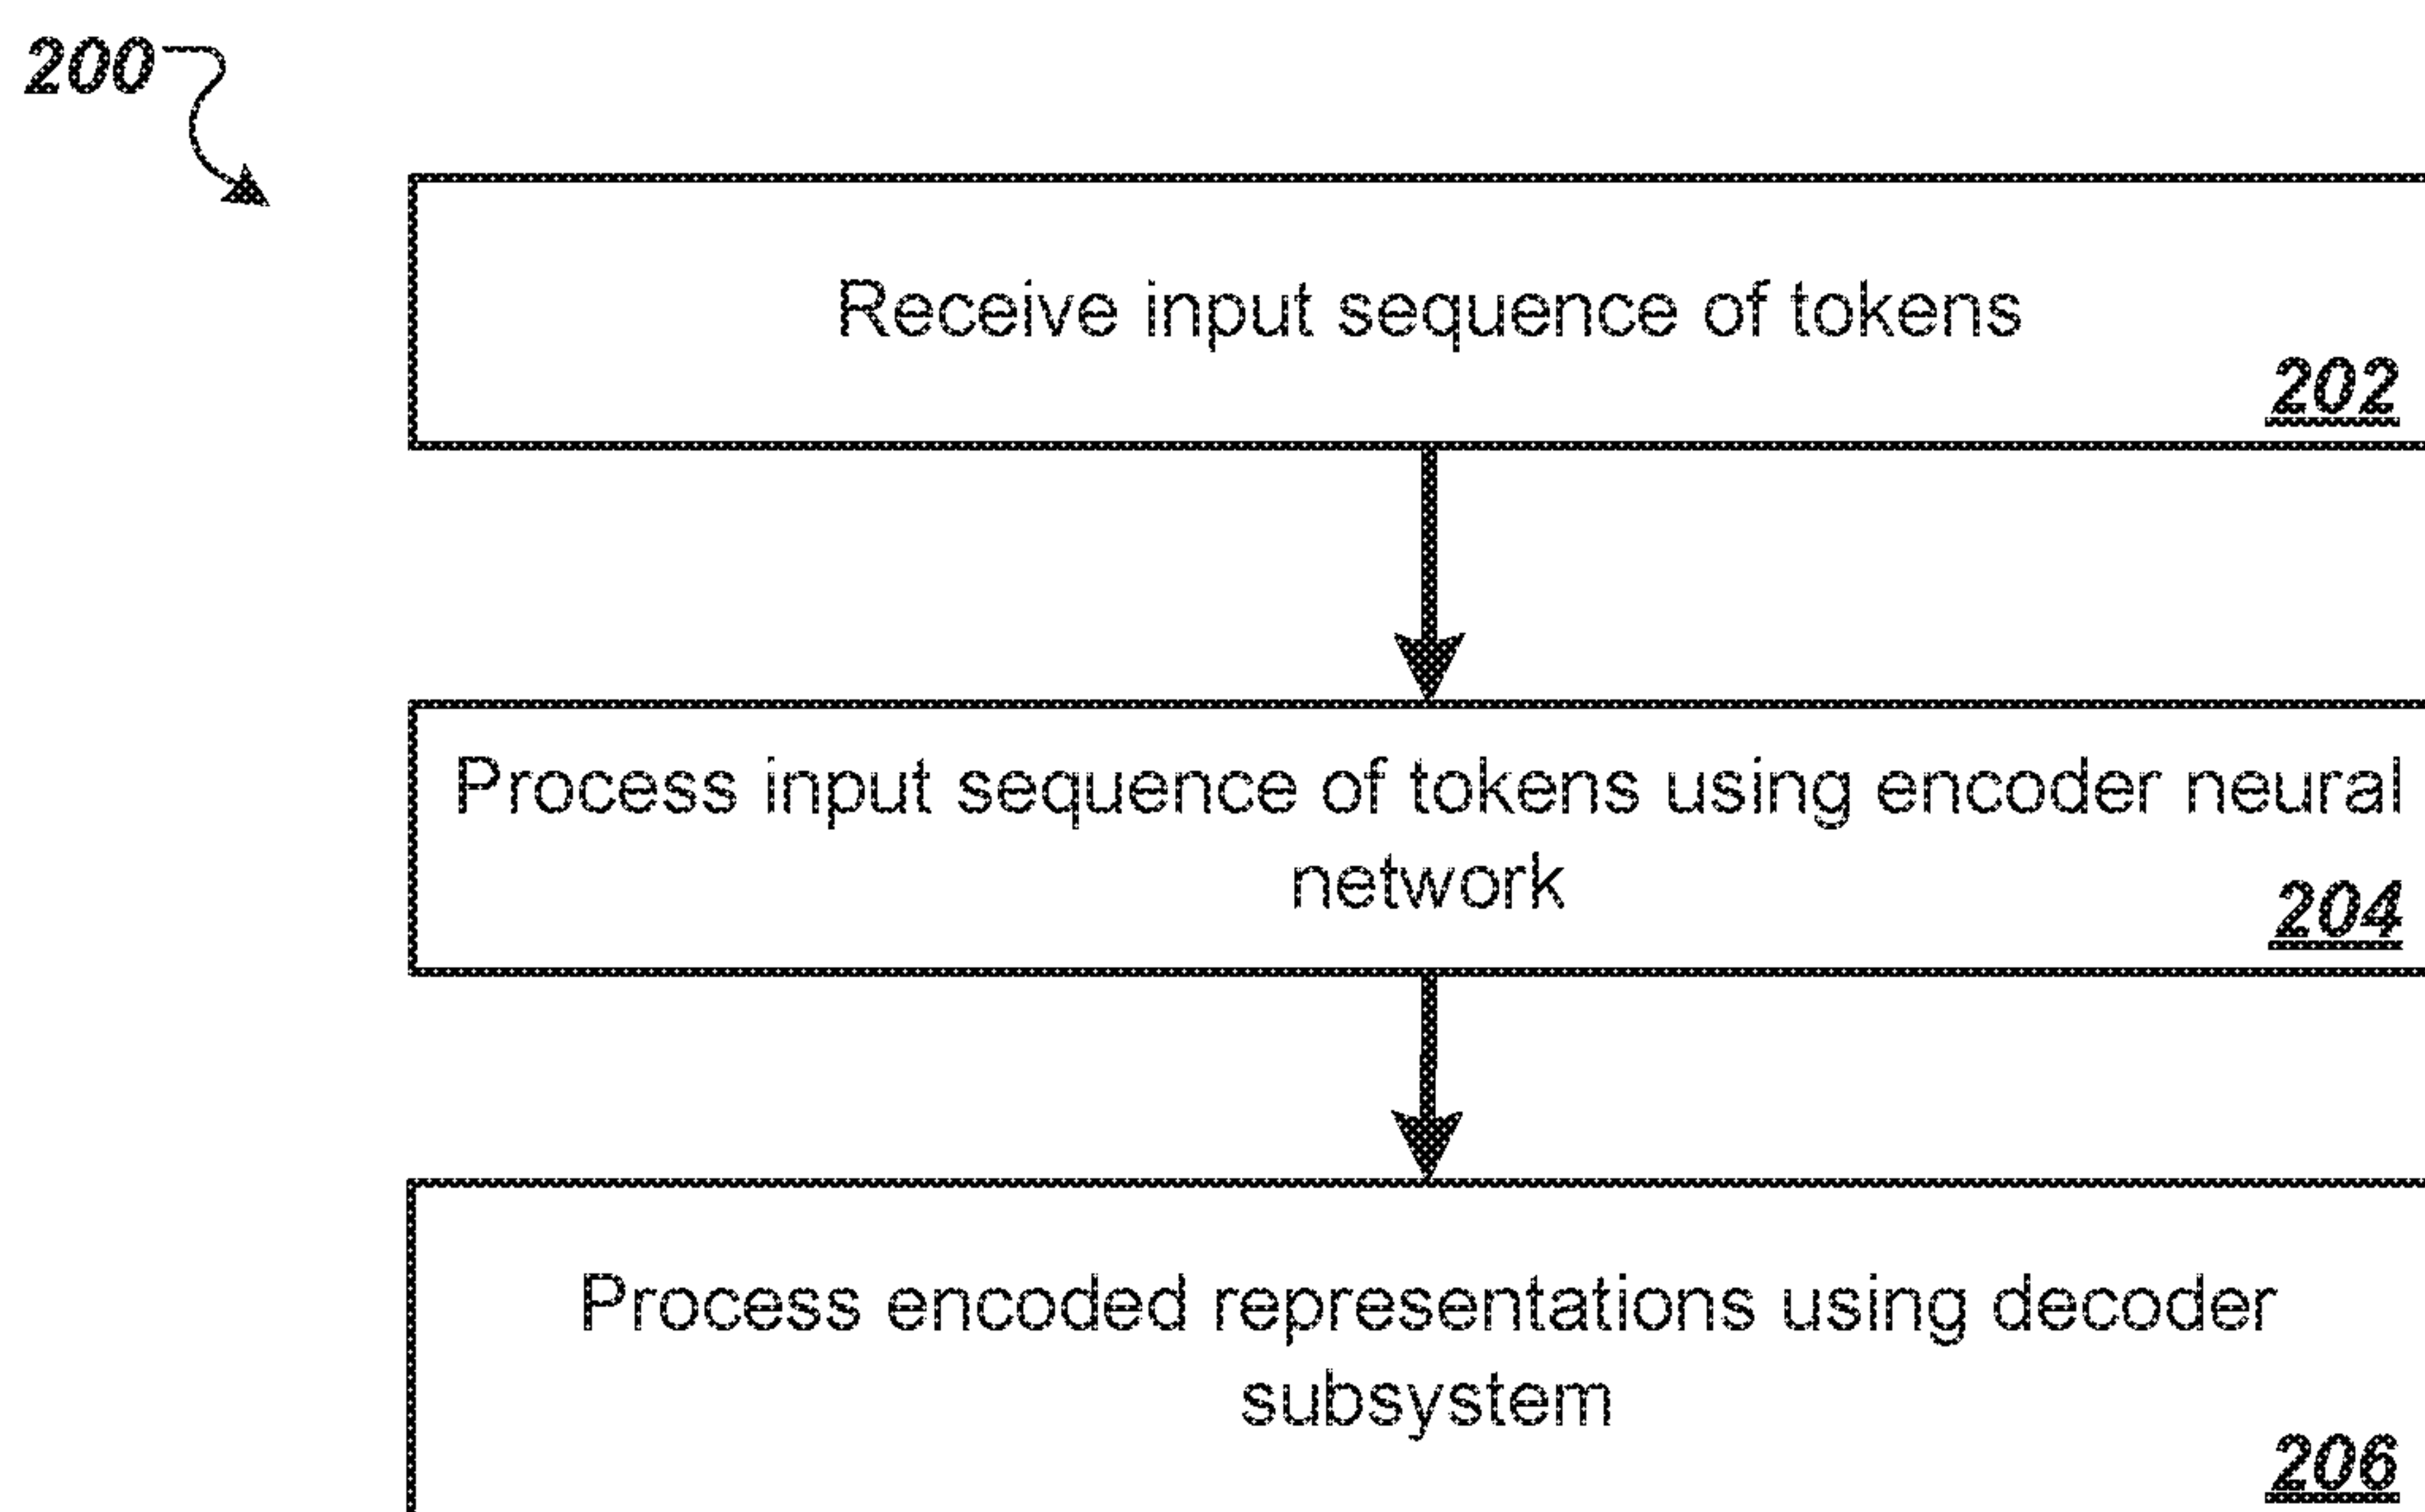 200
Receive input sequence of tokens
202
Process input sequence of tokens using encoder neural
network
204
Process encoded representations using decoder
subsystem
206